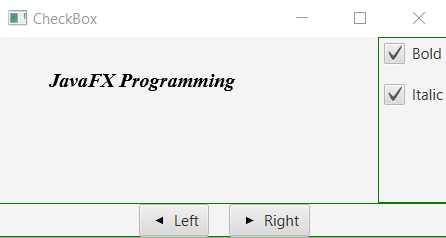 CheckBox
JavaFX Programming
Bold
Italic
Left
Right